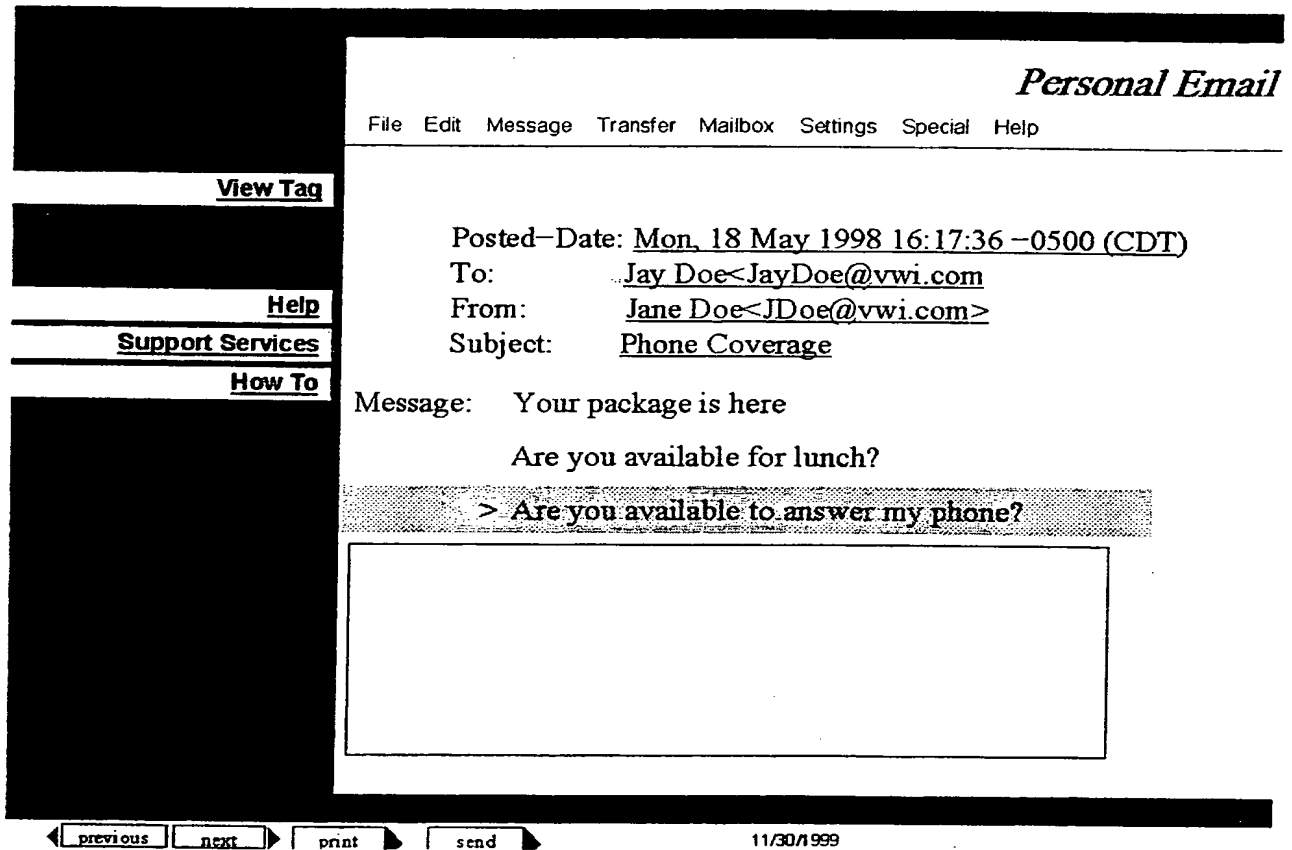 Personal Email
File Edit Message Transfer Mailbox Settings Special Help
View Tag
Help
Support Services
How To
Posted-Date: Mon, 18 May 1998 16:17:36 -0500 (CDT)
To: Jay Doe<JayDoe@vwi.com
From: Jane Doe<JDoe@vwi.com>
Subject: Phone Coverage
Message: Your package is here
Are you available for lunch?
> Are you available to answer my phone?
previous next print send 11/30/1999